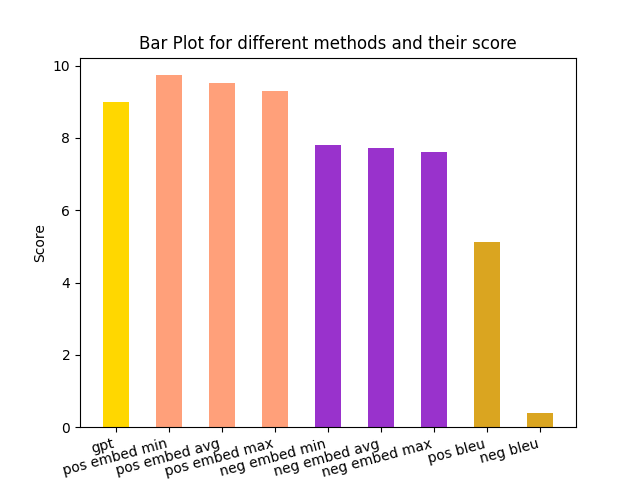 Bar Plot for different methods and their score
Score
10
8
6
4
2
0
gpt
pos embed min
pos embed avg
pos embed max
neg embed min
neg embed avg
neg embed max
pos bleu
neg bleu